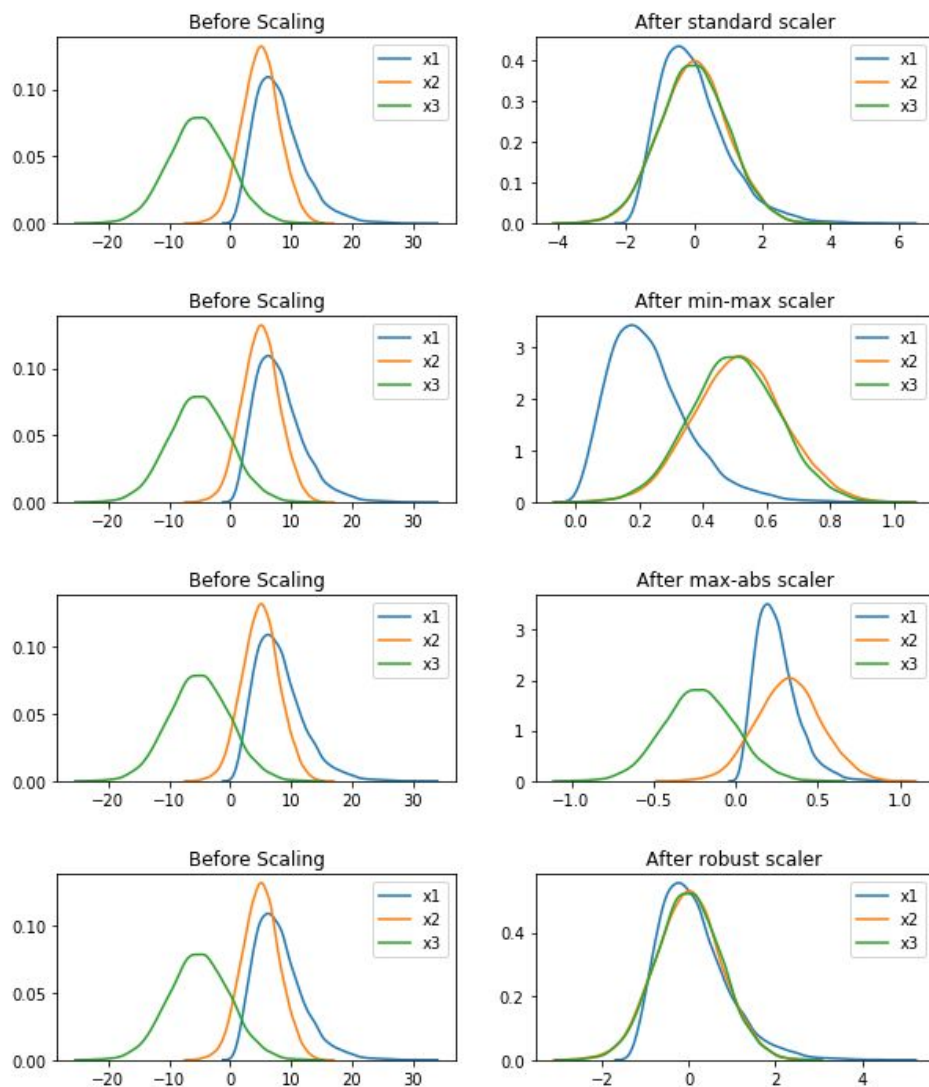 Before Scaling
x1
x2
x3
0.10
0.05
0.00
−20 −10 0 10 20 30
After standard scaler
x1
x2
x3
0.4
0.3
0.2
0.1
0.0
−4 −2 0 2 4 6
Before Scaling
x1
x2
x3
0.10
0.05
0.00
−20 −10 0 10 20 30
After min-max scaler
x1
x2
x3
3
2
1
0
0.0 0.2 0.4 0.6 0.8 1.0
Before Scaling
x1
x2
x3
0.10
0.05
0.00
−20 −10 0 10 20 30
After max-abs scaler
x1
x2
x3
3
2
1
0
−1.0 −0.5 0.0 0.5 1.0
Before Scaling
x1
x2
x3
0.10
0.05
0.00
−20 −10 0 10 20 30
After robust scaler
x1
x2
x3
0.4
0.2
0.0
−2 0 2 4